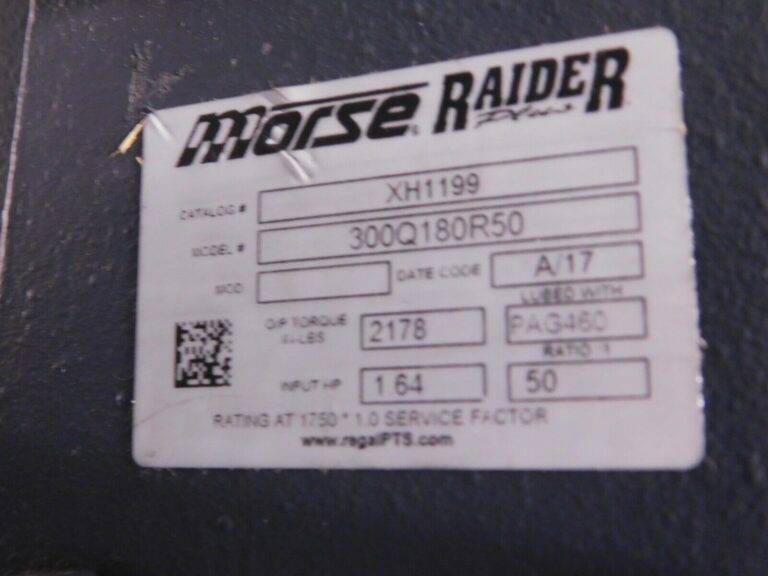 morse® RAIDER
Plus
CATALOG # XH1199
MODEL # 300Q180R50
MOD DATE CODE A/17
O/P TORQUE IN-LBS 2178
LUBED WITH PAG460
INPUT HP 1.64
RATIO :1 50
RATING AT 1750 * 1.0 SERVICE FACTOR
www.regalPTS.com